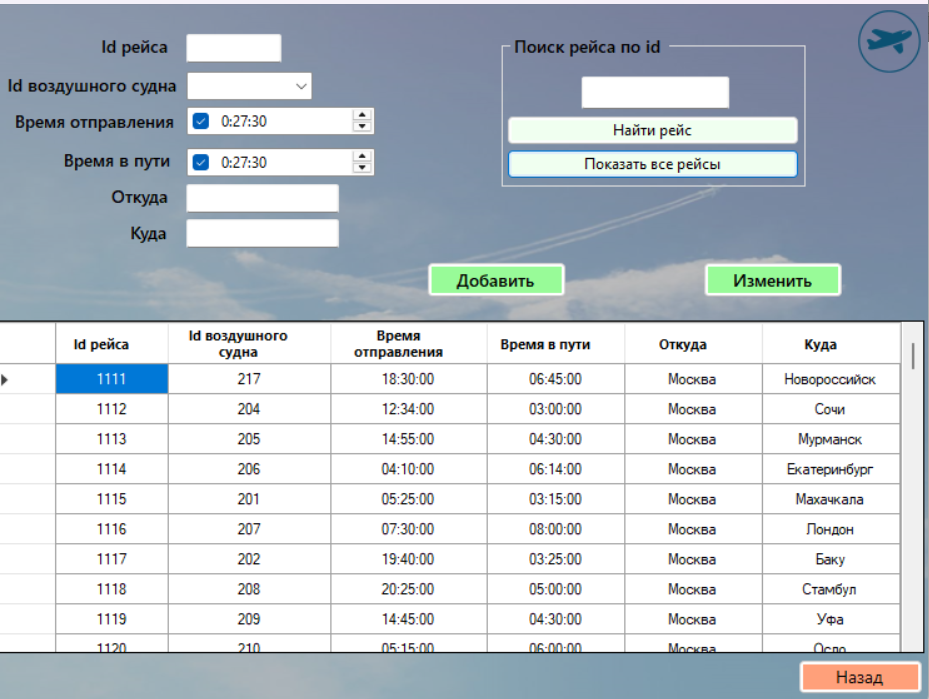 Id рейса
Поиск рейса по id
Id воздушного судна
Время отправления 0:27:30
Найти рейс
Время в пути 0:27:30
Показать все рейсы
Откуда
Куда
Добавить Изменить
Id рейса Id воздушного судна Время отправления Время в пути Откуда Куда
1111 217 18:30:00 06:45:00 Москва Новороссийск
1112 204 12:34:00 03:00:00 Москва Сочи
1113 205 14:55:00 04:30:00 Москва Мурманск
1114 206 04:10:00 06:14:00 Москва Екатеринбург
1115 201 05:25:00 03:15:00 Москва Махачкала
1116 207 07:30:00 08:00:00 Москва Лондон
1117 202 19:40:00 03:25:00 Москва Баку
1118 208 20:25:00 05:00:00 Москва Стамбул
1119 209 14:45:00 04:30:00 Москва Уфа
1120 210 05:15:00 06:00:00 Москва Осло
Назад